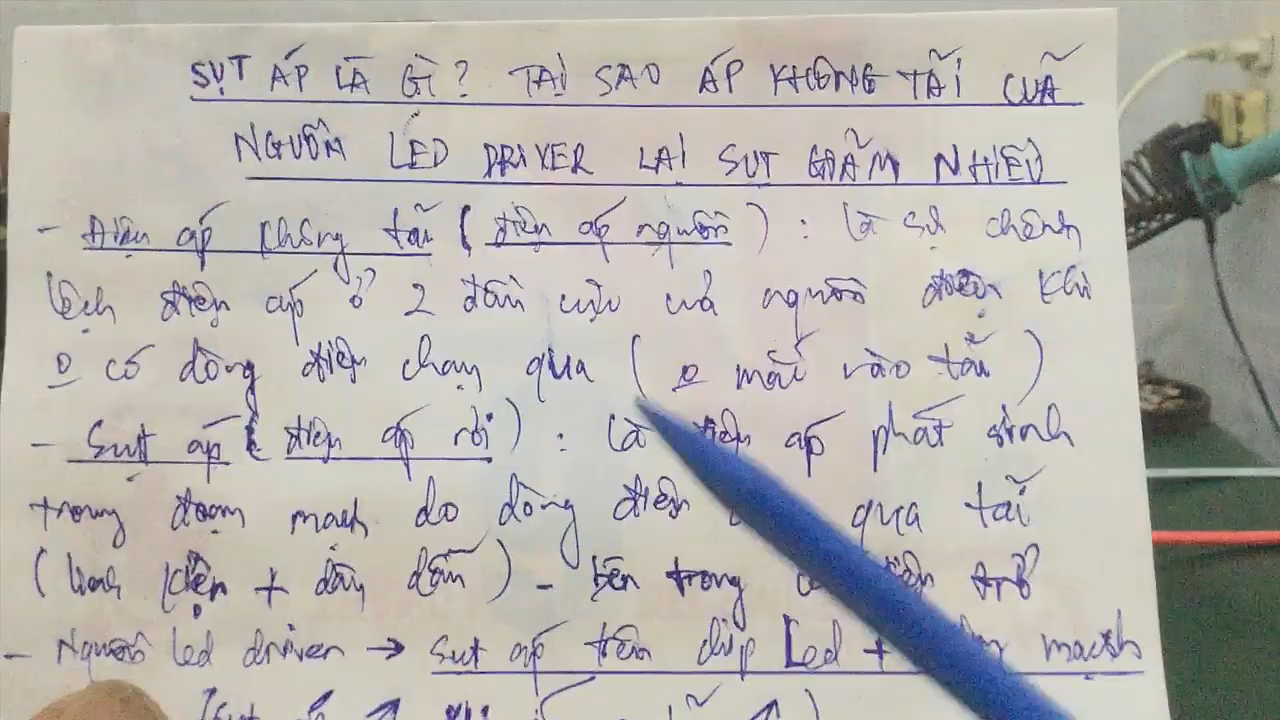 SỤT ÁP LÀ GÌ? TẠI SAO ÁP KHÔNG TẢI CỦA
NGUỒN LED DRIVER LẠI SỤT GIẢM NHIỀU
- Điện áp không tải (điện áp nguồn) : là sự chênh
lệch điện áp ở 2 đầu cực của nguồn điện khi
0 có dòng điện chạy qua (0 mắc vào tải)
- Sụt áp (điện áp rơi) : là điện áp phát sinh
trong đoạn mạch do dòng điện qua tải
(linh kiện + dây dẫn) - bên trong trở
- Nguồn led driver → Sụt áp trên chip Led + mạch